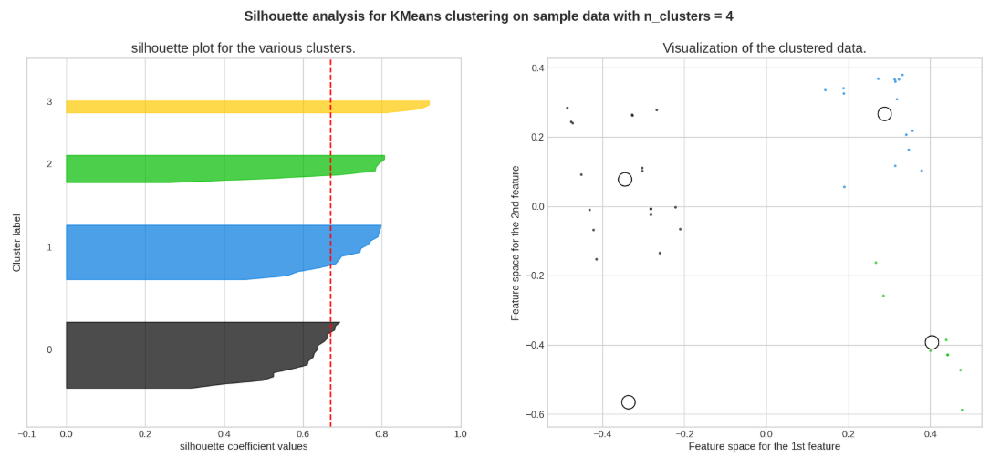 Silhouette analysis for KMeans clustering on sample data with n_clusters = 4
silhouette plot for the various clusters.
3
2
1
0
Cluster label
−0.1 0.0 0.2 0.4 0.6 0.8 1.0
silhouette coefficient values
Visualization of the clustered data.
0.4
0.2
0.0
−0.2
−0.4
−0.6
Feature space for the 2nd feature
−0.4 −0.2 0.0 0.2 0.4
Feature space for the 1st feature